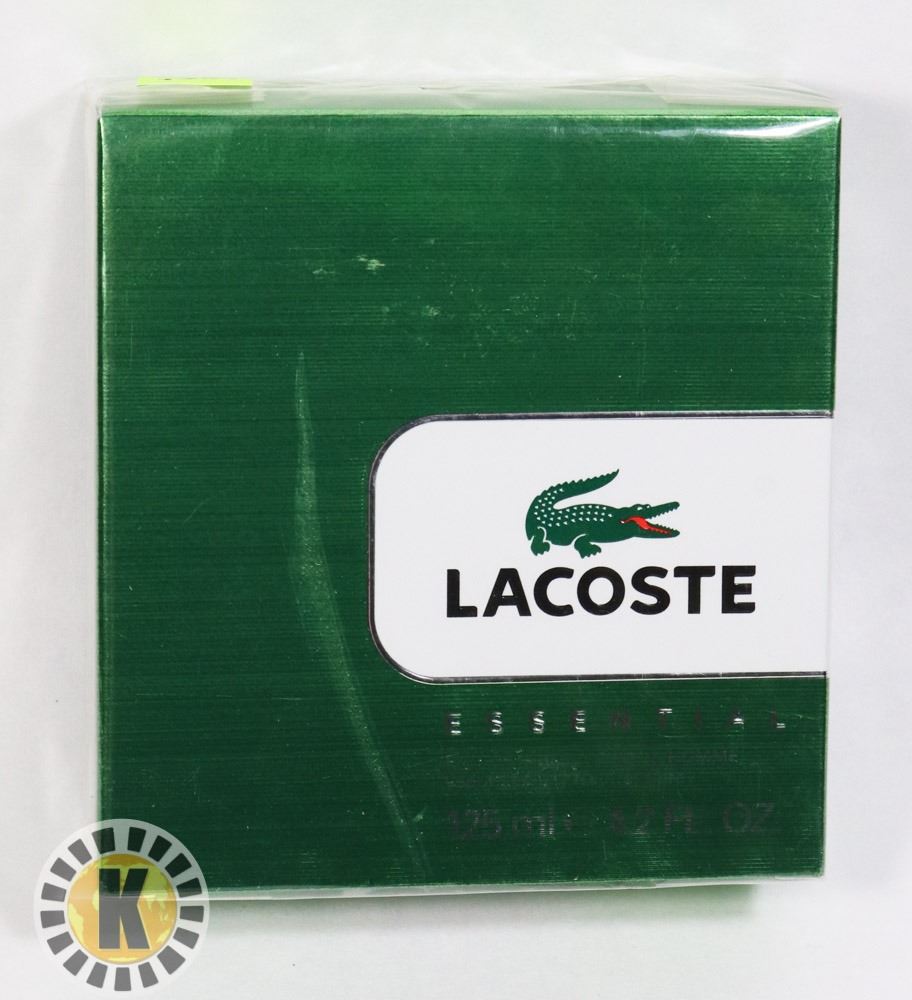 LACOSTE
ESSENTIAL
125 ml e 4.2 FL. OZ
K